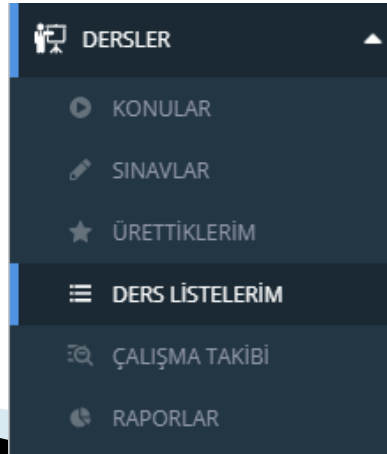 DERSLER
KONULAR
SINAVLAR
ÜRETTİKLERİM
DERS LİSTELERİM
ÇALIŞMA TAKİBİ
RAPORLAR